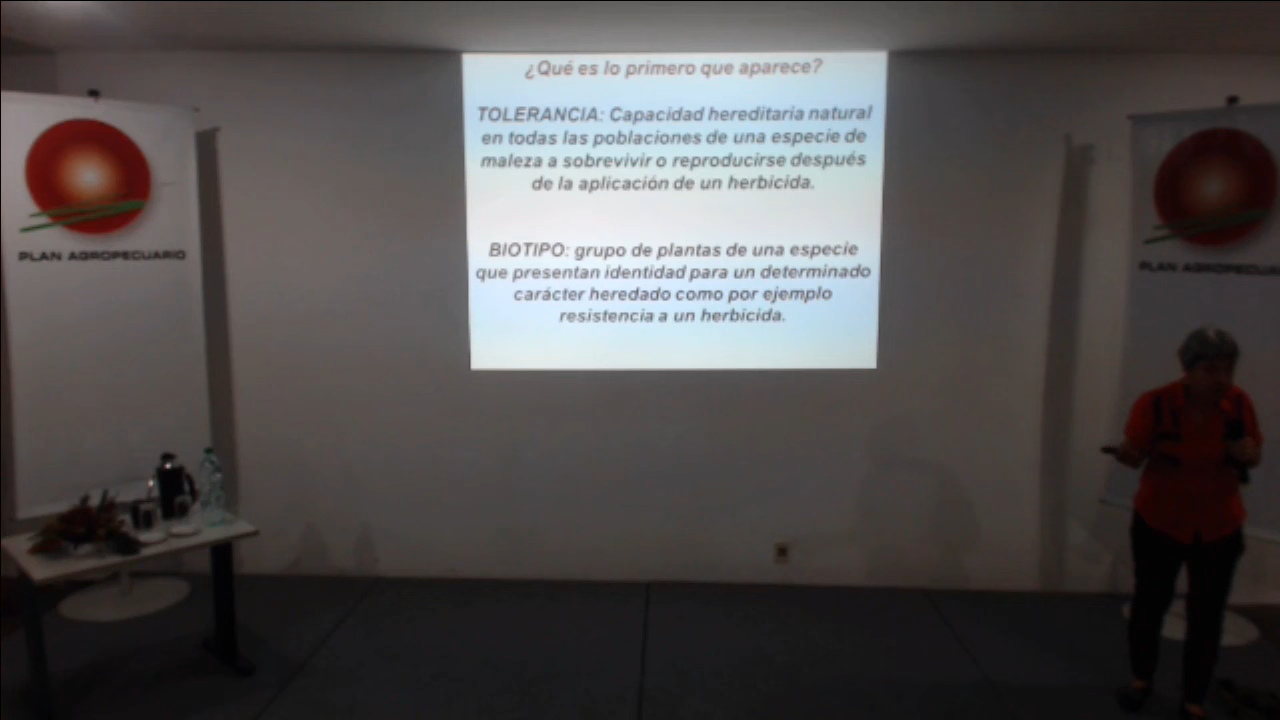 ¿Qué es lo primero que aparece?
TOLERANCIA: Capacidad hereditaria natural
en todas las poblaciones de una especie de
maleza a sobrevivir o reproducirse después
de la aplicación de un herbicida.
BIOTIPO: grupo de plantas de una especie
que presentan identidad para un determinado
carácter heredado como por ejemplo
resistencia a un herbicida.
PLAN AGROPECUARIO
PLAN AGROPECUA